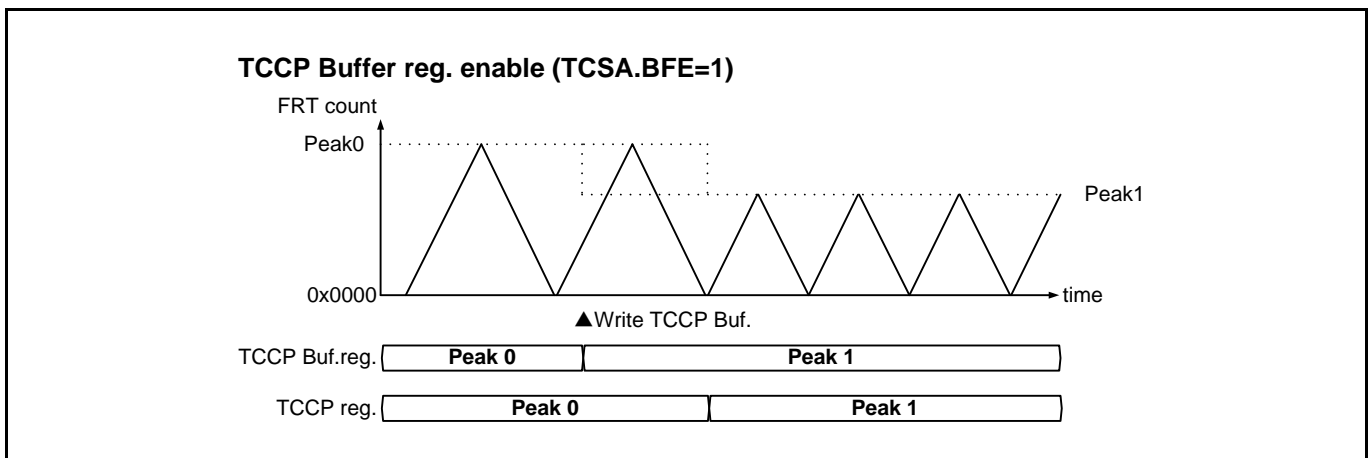 TCCP Buffer reg. enable (TCSA.BFE=1)
FRT count
Peak0
Peak1
0x0000
time
▲Write TCCP Buf.
TCCP Buf.reg. Peak 0 Peak 1
TCCP reg. Peak 0 Peak 1